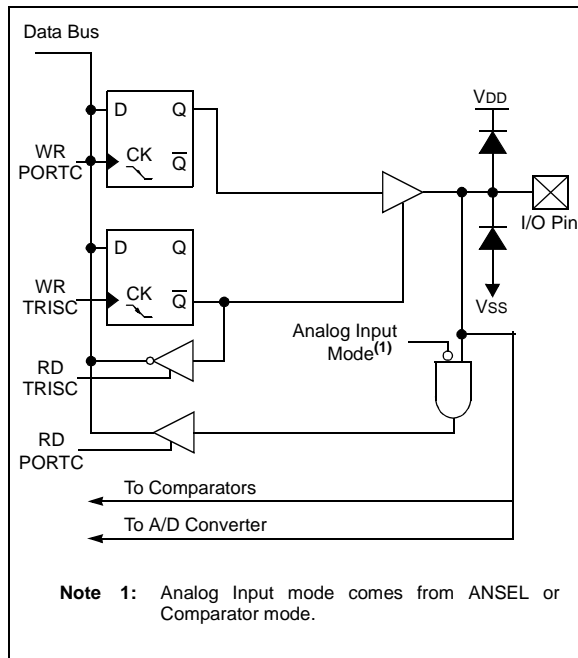 Data Bus
VDD
D Q
WR
PORTC
CK Q
I/O Pin
D Q
WR
TRISC
CK Q
VSS
Analog Input
Mode(1)
RD
TRISC
RD
PORTC
To Comparators
To A/D Converter
Note 1: Analog Input mode comes from ANSEL or
Comparator mode.